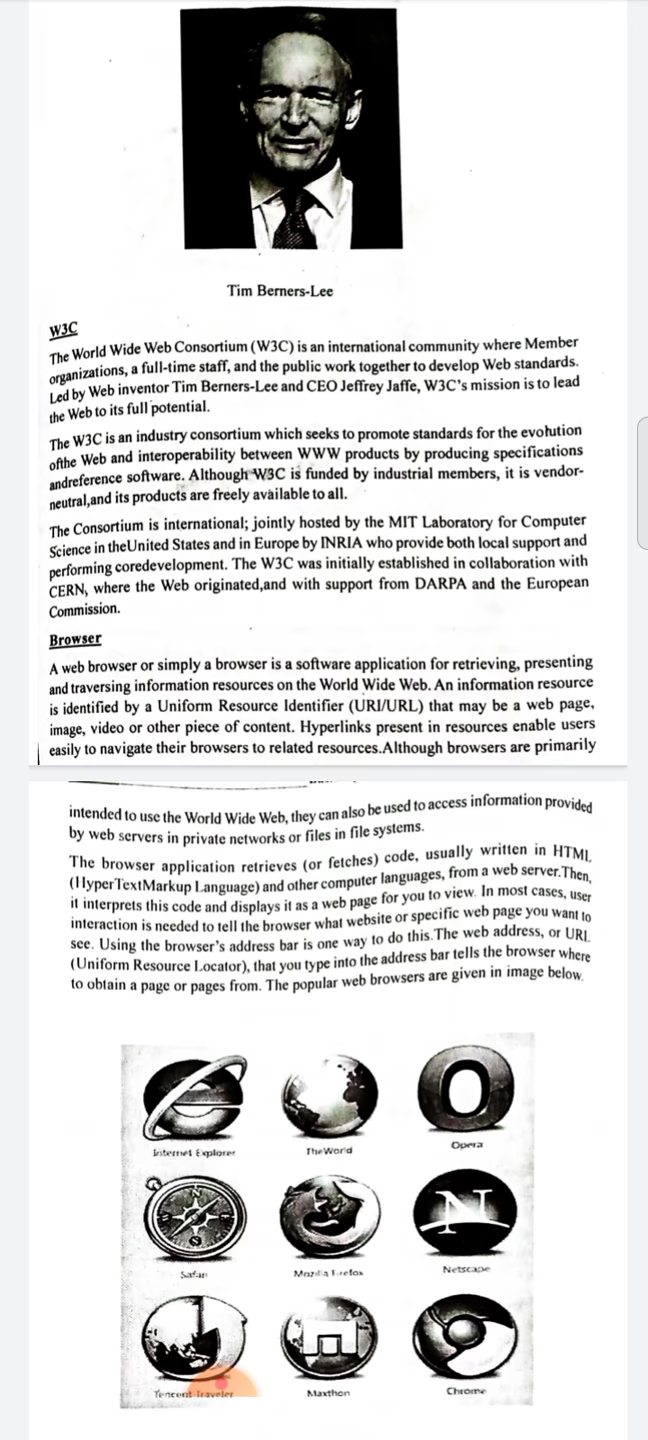 Tim Berners-Lee
W3C
The World Wide Web Consortium (W3C) is an international community where Member
organizations, a full-time staff, and the public work together to develop Web standards.
Led by Web inventor Tim Berners-Lee and CEO Jeffrey Jaffe, W3C's mission is to lead
the Web to its full potential.
The W3C is an industry consortium which seeks to promote standards for the evolution
ofthe Web and interoperability between WWW products by producing specifications
andreference software. Although W3C is funded by industrial members, it is vendor-
neutral,and its products are freely available to all.
The Consortium is international; jointly hosted by the MIT Laboratory for Computer
Science in theUnited States and in Europe by INRIA who provide both local support and
performing coredevelopment. The W3C was initially established in collaboration with
CERN, where the Web originated,and with support from DARPA and the European
Commission.
Browser
A web browser or simply a browser is a software application for retrieving, presenting
and traversing information resources on the World Wide Web. An information resource
is identified by a Uniform Resource Identifier (URI/URL) that may be a web page,
image, video or other piece of content. Hyperlinks present in resources enable users
easily to navigate their browsers to related resources.Although browsers are primarily
intended to use the World Wide Web, they can also be used to access information provided
by web servers in private networks or files in file systems.
The browser application retrieves (or fetches) code, usually written in HTML
(HyperTextMarkup Language) and other computer languages, from a web server.Then,
it interprets this code and displays it as a web page for you to view. In most cases, user
interaction is needed to tell the browser what website or specific web page you want to
see. Using the browser's address bar is one way to do this.The web address, or URL
(Uniform Resource Locator), that you type into the address bar tells the browser where
to obtain a page or pages from. The popular web browsers are given in image below.
Internet Explorer
TheWorld
Opera
N
E
S
W
Safari
Mozilla Firefox
N
Netscape
Tencent Traveler
Maxthon
Chrome